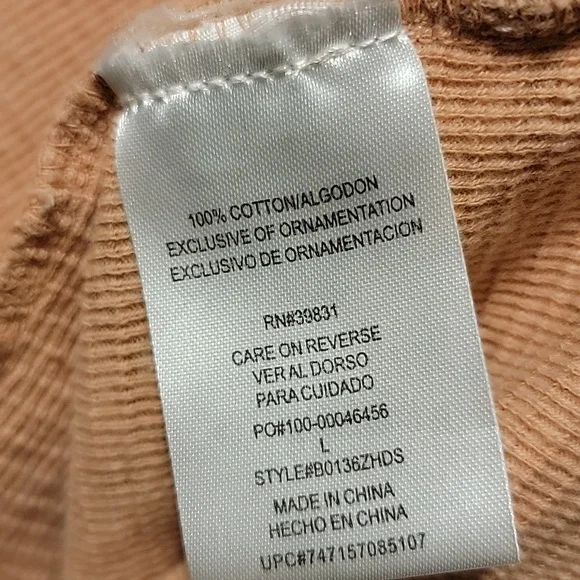 100% COTTON/ALGODON
EXCLUSIVE OF ORNAMENTATION
EXCLUSIVO DE ORNAMENTACION
RN#39831
CARE ON REVERSE
VER AL DORSO
PARA CUIDADO
PO#100-00046456
L
STYLE#B0136ZHDS
MADE IN CHINA
HECHO EN CHINA
UPC#747157085107